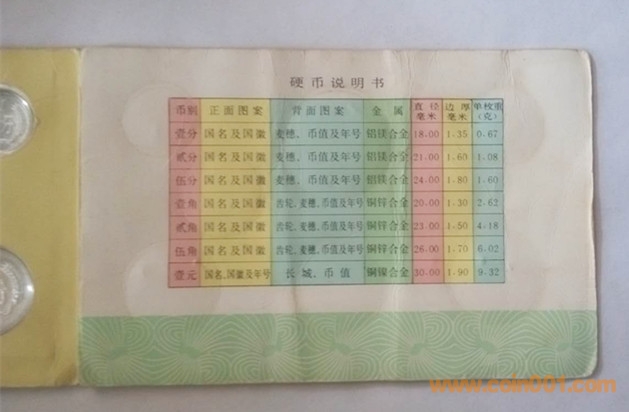 硬币说明书
币别 正面图案 背面图案 金属 直径毫米 边厚毫米 单枚重(克)
壹分 国名及国徽 麦穗、币值及年号 铝镁合金 18.00 1.35 0.67
贰分 国名及国徽 麦穗、币值及年号 铝镁合金 21.00 1.60 1.08
伍分 国名及国徽 麦穗、币值及年号 铝镁合金 24.00 1.80 1.60
壹角 国名及国徽 齿轮、麦穗、币值及年号 铜锌合金 20.00 1.30 2.62
贰角 国名及国徽 齿轮、麦穗、币值及年号 铜锌合金 23.00 1.50 4.18
伍角 国名及国徽 齿轮、麦穗、币值及年号 铜锌合金 26.00 1.70 6.02
壹元 国名、国徽及年号 长城、币值 铜镍合金 30.00 1.90 9.32
www.coin001.com